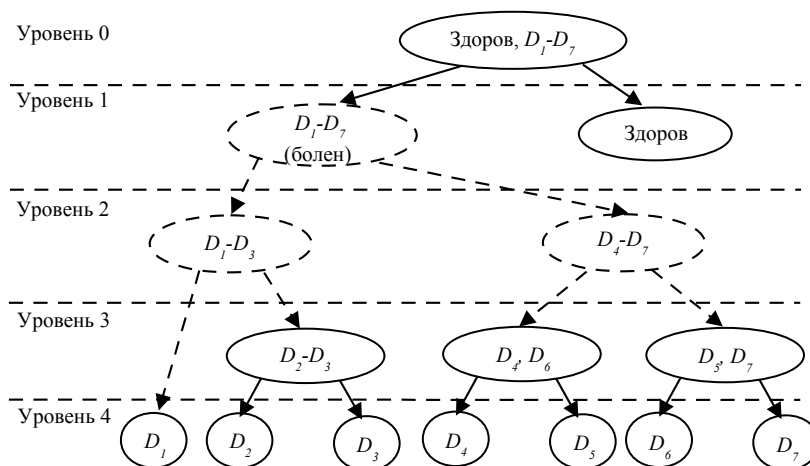 Уровень 0
Здоров, D₁-D₇
Уровень 1
D₁-D₇
(болен)
Здоров
Уровень 2
D₁-D₃
D₄-D₇
Уровень 3
D₂-D₃
D₄, D₆
D₅, D₇
Уровень 4
D₁
D₂
D₃
D₄
D₅
D₆
D₇